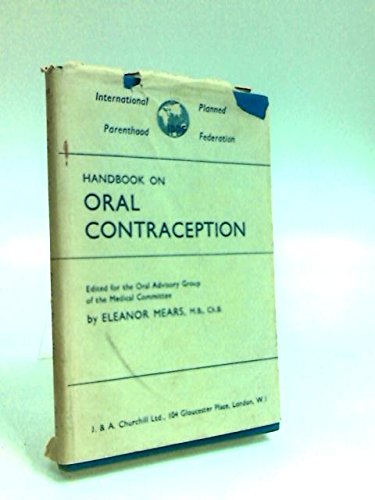 International Planned
Parenthood Federation
IPPF
HANDBOOK ON
ORAL
CONTRACEPTION
Edited for the Oral Advisory Group
of the Medical Committee
by ELEANOR MEARS, M.B., Ch.B.
J. & A. Churchill Ltd., 104 Gloucester Place, London, W.1